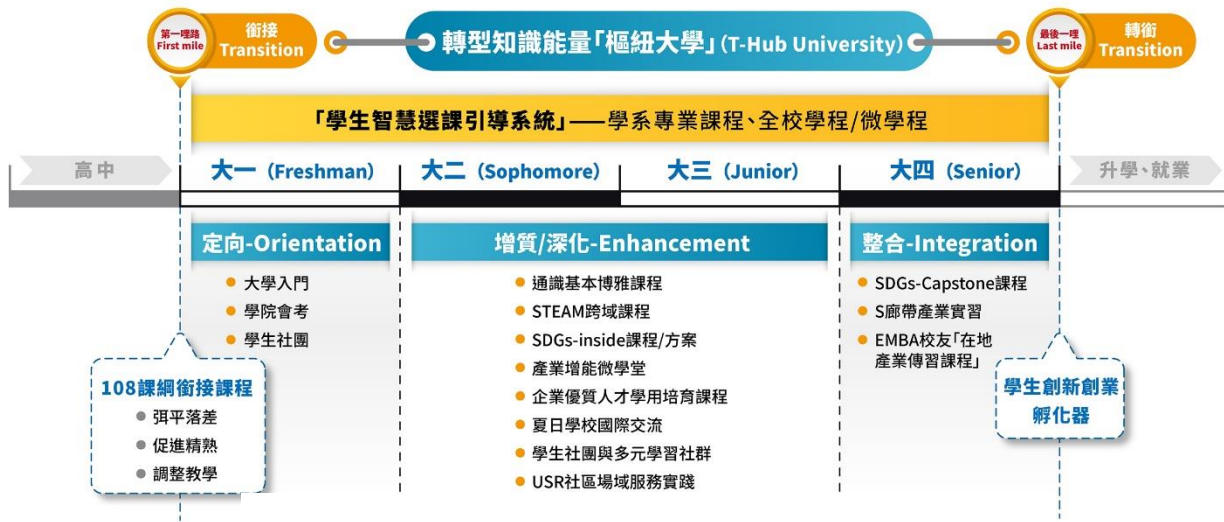 第一哩路
First mile
銜接
Transition
轉型知識能量「樞紐大學」(T-Hub University)
最後一哩
Last mile
轉銜
Transition
「學生智慧選課引導系統」——學系專業課程、全校學程/微學程
高中
大一 (Freshman)
大二 (Sophomore)
大三 (Junior)
大四 (Senior)
升學、就業
定向-Orientation
大學入門
學院會考
學生社團
增質/深化-Enhancement
通識基本博雅課程
STEAM跨域課程
SDGs-inside課程/方案
產業增能微學堂
企業優質人才學用培育課程
夏日學校國際交流
學生社團與多元學習社群
USR社區場域服務實踐
整合-Integration
SDGs-Capstone課程
S廊帶產業實習
EMBA校友「在地
產業傳習課程」
108課綱銜接課程
弭平落差
促進精熟
調整教學
學生創新創業
孵化器